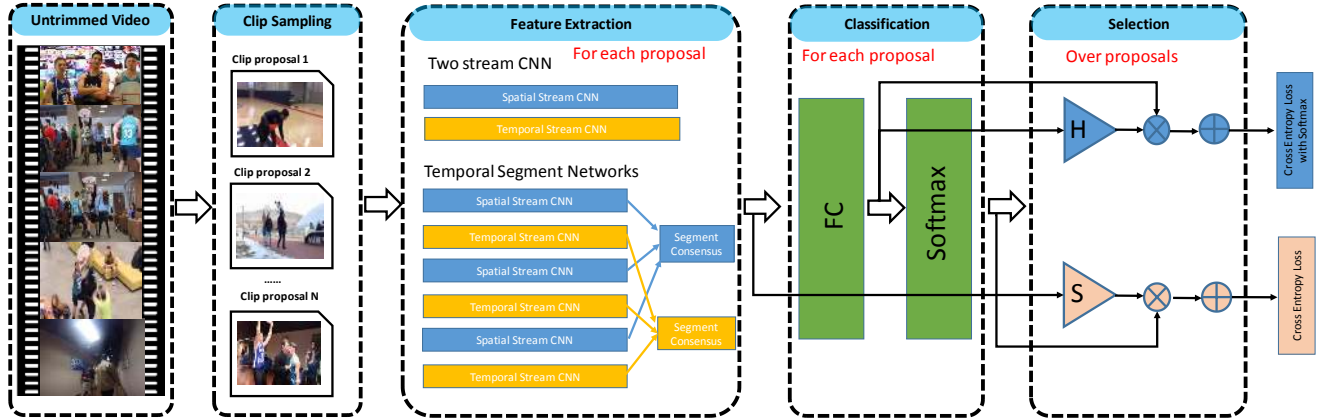 Untrimmed Video
Clip Sampling
Clip proposal 1
Clip proposal 2
......
Clip proposal N
Feature Extraction
For each proposal
Two stream CNN
Spatial Stream CNN
Temporal Stream CNN
Temporal Segment Networks
Spatial Stream CNN
Temporal Stream CNN
Spatial Stream CNN
Temporal Stream CNN
Spatial Stream CNN
Temporal Stream CNN
Segment
Consensus
Segment
Consensus
Classification
For each proposal
FC
Softmax
Selection
Over proposals
H
S
Cross Entropy Loss
with Softmax
Cross Entropy Loss